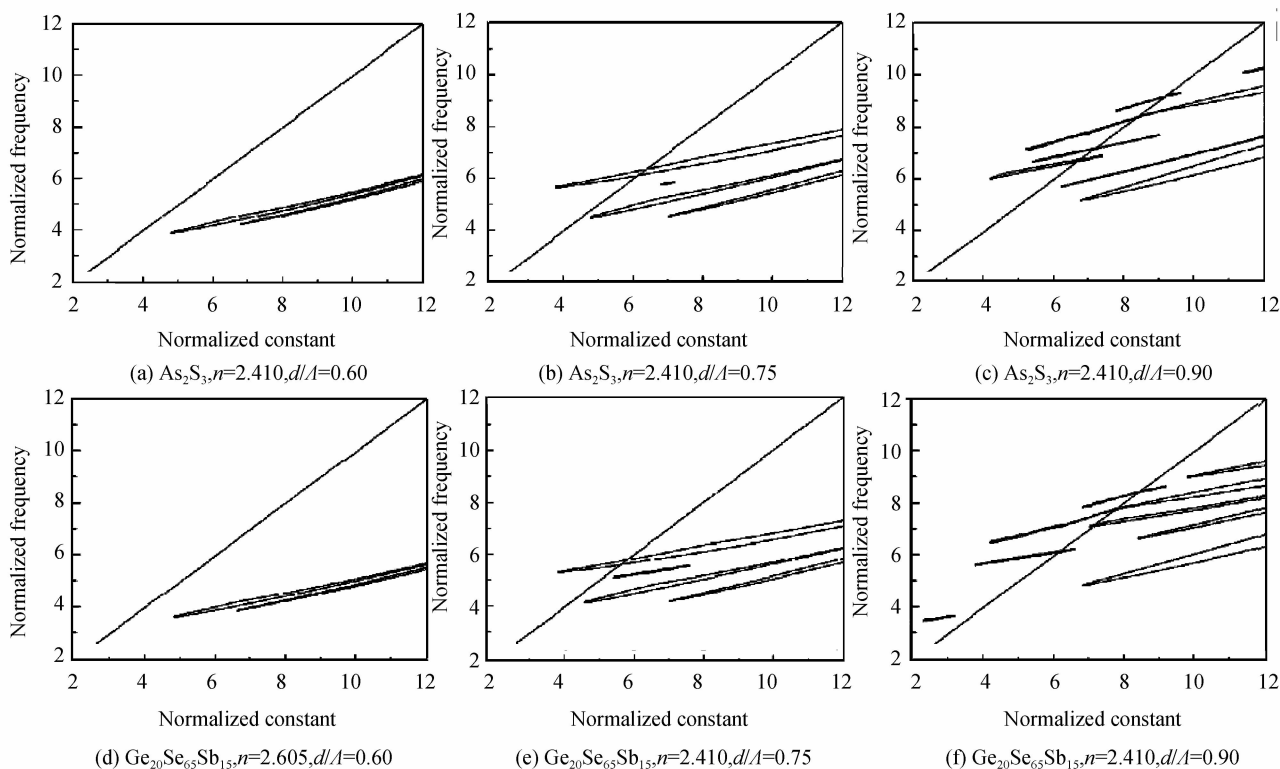 12
10
8
6
4
2
Normalized frequency
2 4 6 8 10 12
Normalized constant
(a) As₂S₃,n=2.410,d/Λ=0.60
12
10
8
6
4
2
Normalized frequency
2 4 6 8 10 12
Normalized constant
(b) As₂S₃,n=2.410,d/Λ=0.75
12
10
8
6
4
2
Normalized frequency
2 4 6 8 10 12
Normalized constant
(c) As₂S₃,n=2.410,d/Λ=0.90
12
10
8
6
4
2
Normalized frequency
2 4 6 8 10 12
Normalized constant
(d) Ge₂₀Se₆₅Sb₁₅,n=2.605,d/Λ=0.60
12
10
8
6
4
2
Normalized frequency
2 4 6 8 10 12
Normalized constant
(e) Ge₂₀Se₆₅Sb₁₅,n=2.410,d/Λ=0.75
12
10
8
6
4
2
Normalized frequency
2 4 6 8 10 12
Normalized constant
(f) Ge₂₀Se₆₅Sb₁₅,n=2.410,d/Λ=0.90